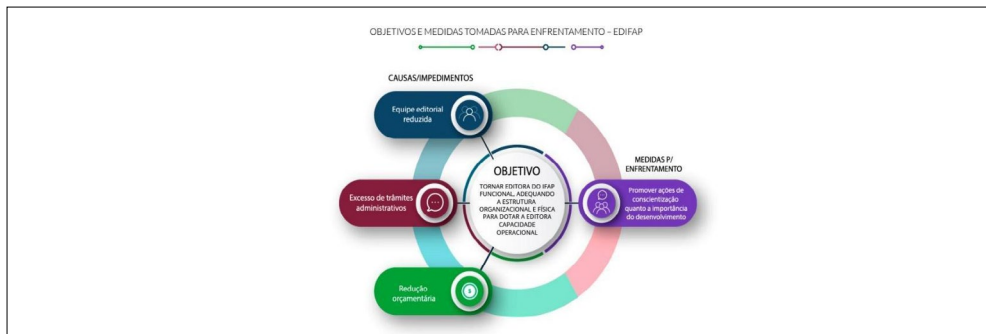 OBJETIVOS E MEDIDAS TOMADAS PARA ENFRENTAMENTO – EDIFAP
CAUSAS/IMPEDIMENTOS
Equipe editorial
reduzida
Excesso de trâmites
administrativos
Redução
orçamentária
OBJETIVO
TORNAR EDITORA DO IFAP
FUNCIONAL, ADEQUANDO
A ESTRUTURA
ORGANIZACIONAL E FÍSICA
PARA DOTAR A EDITORA
CAPACIDADE
OPERACIONAL
MEDIDAS P/
ENFRENTAMENTO
Promover ações de
conscientização
quanto a importância
do desenvolvimento